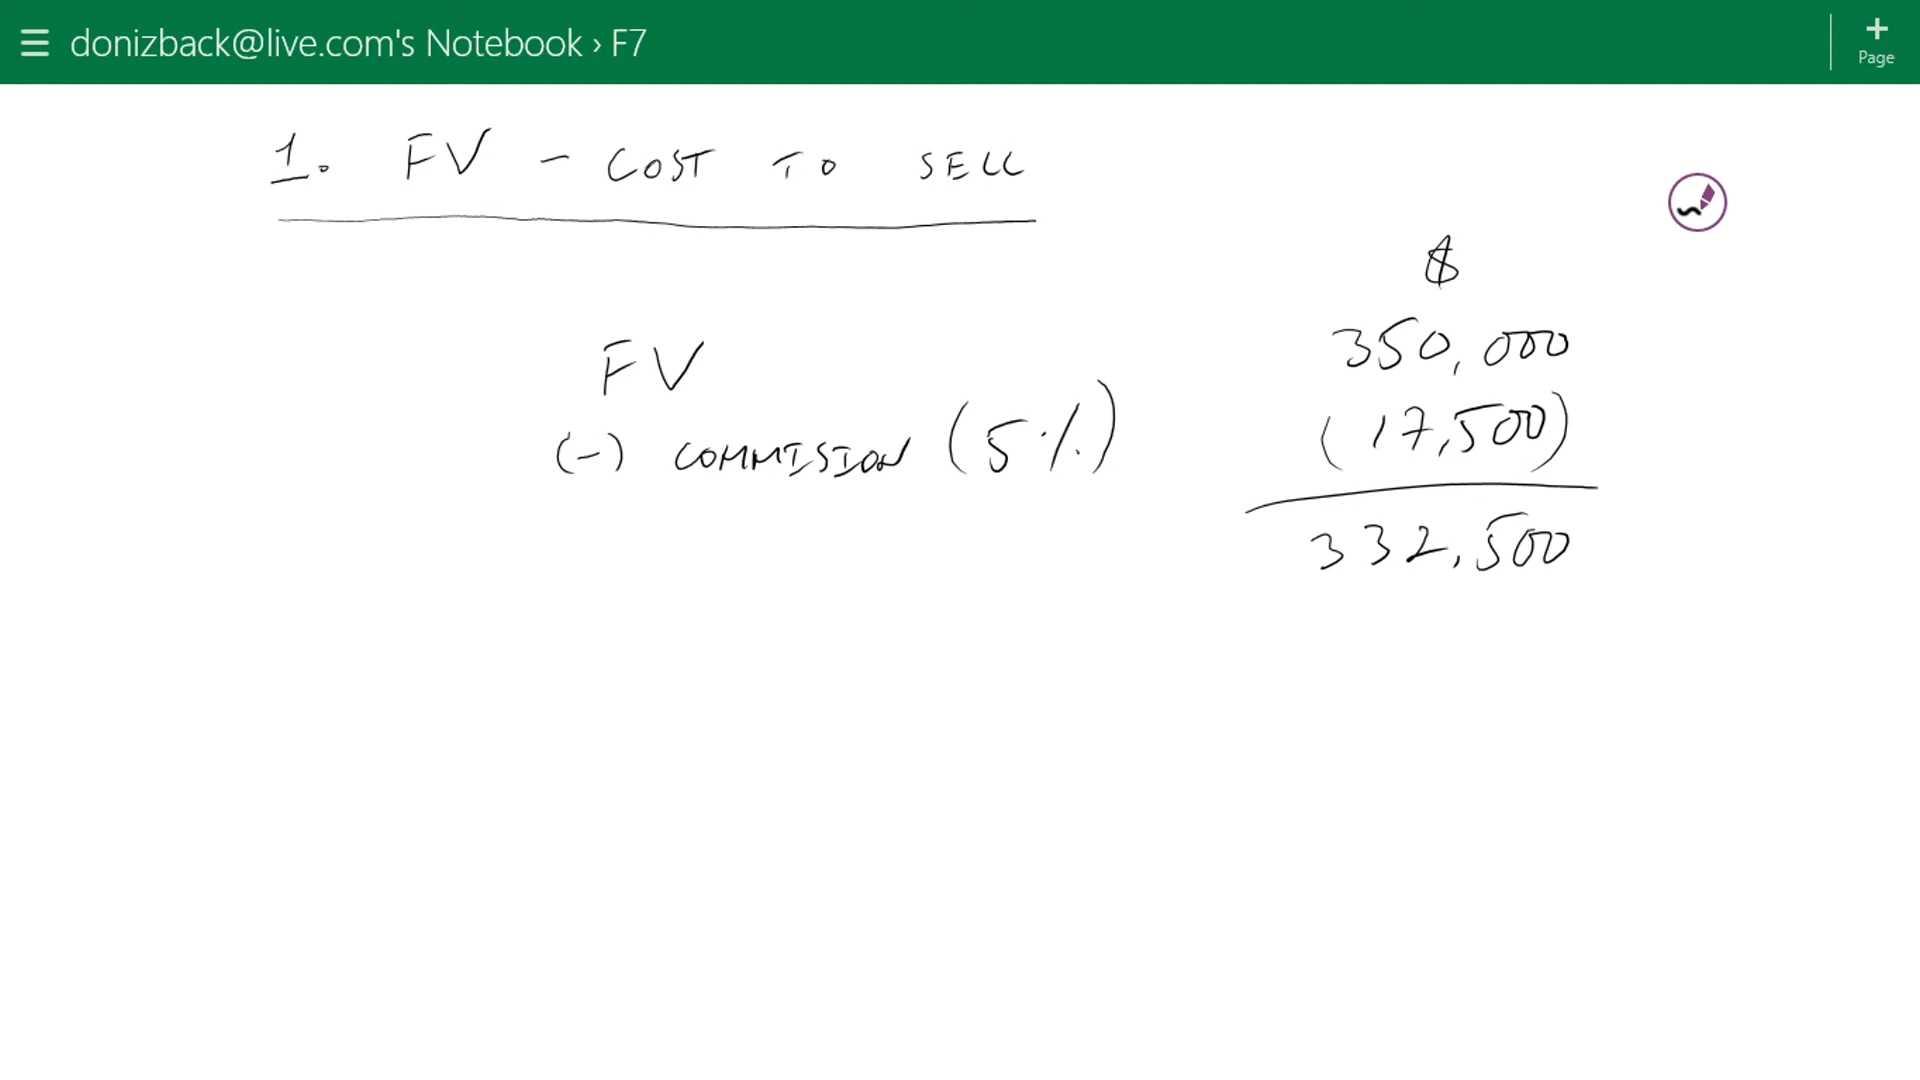 donizback@live.com's Notebook › F7
+
Page
1. FV - COST TO SELL
$
FV 350,000
(-) COMMISION (5%) (17,500)
332,500